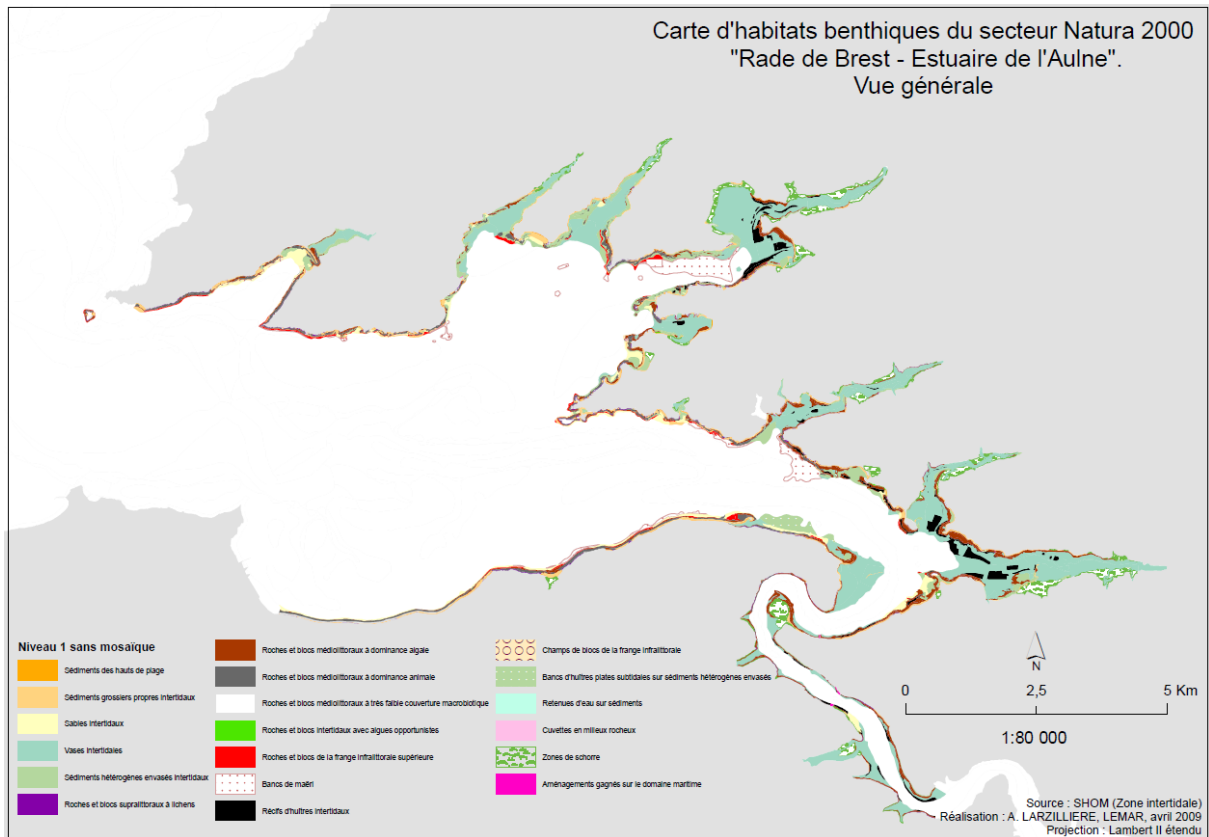 Carte d'habitats benthiques du secteur Natura 2000
"Rade de Brest - Estuaire de l'Aulne".
Vue générale
Niveau 1 sans mosaïque
Sédiments des hauts de plage
Sédiments grossiers propres intertidaux
Sables intertidaux
Vases intertidales
Sédiments hétérogènes envasés intertidaux
Roches et blocs supralittoraux à lichens
Roches et blocs médiolittoraux à dominance algale
Roches et blocs médiolittoraux à dominance animale
Roches et blocs médiolittoraux à très faible couverture macrobiotique
Roches et blocs intertidaux avec algues opportunistes
Roches et blocs de la frange infralittorale supérieure
Bancs de maërl
Récifs d'huîtres intertidaux
Champs de blocs de la frange infralittorale
Bancs d'huîtres plates subtidales sur sédiments hétérogènes envasés
Retenues d'eau sur sédiments
Cuvettes en milieux rocheux
Zones de schorre
Aménagements gagnés sur le domaine maritime
N
0 2,5 5 Km
1:80 000
Source : SHOM (Zone intertidale)
Réalisation : A. LARZILLIERE, LEMAR, avril 2009
Projection : Lambert II étendu